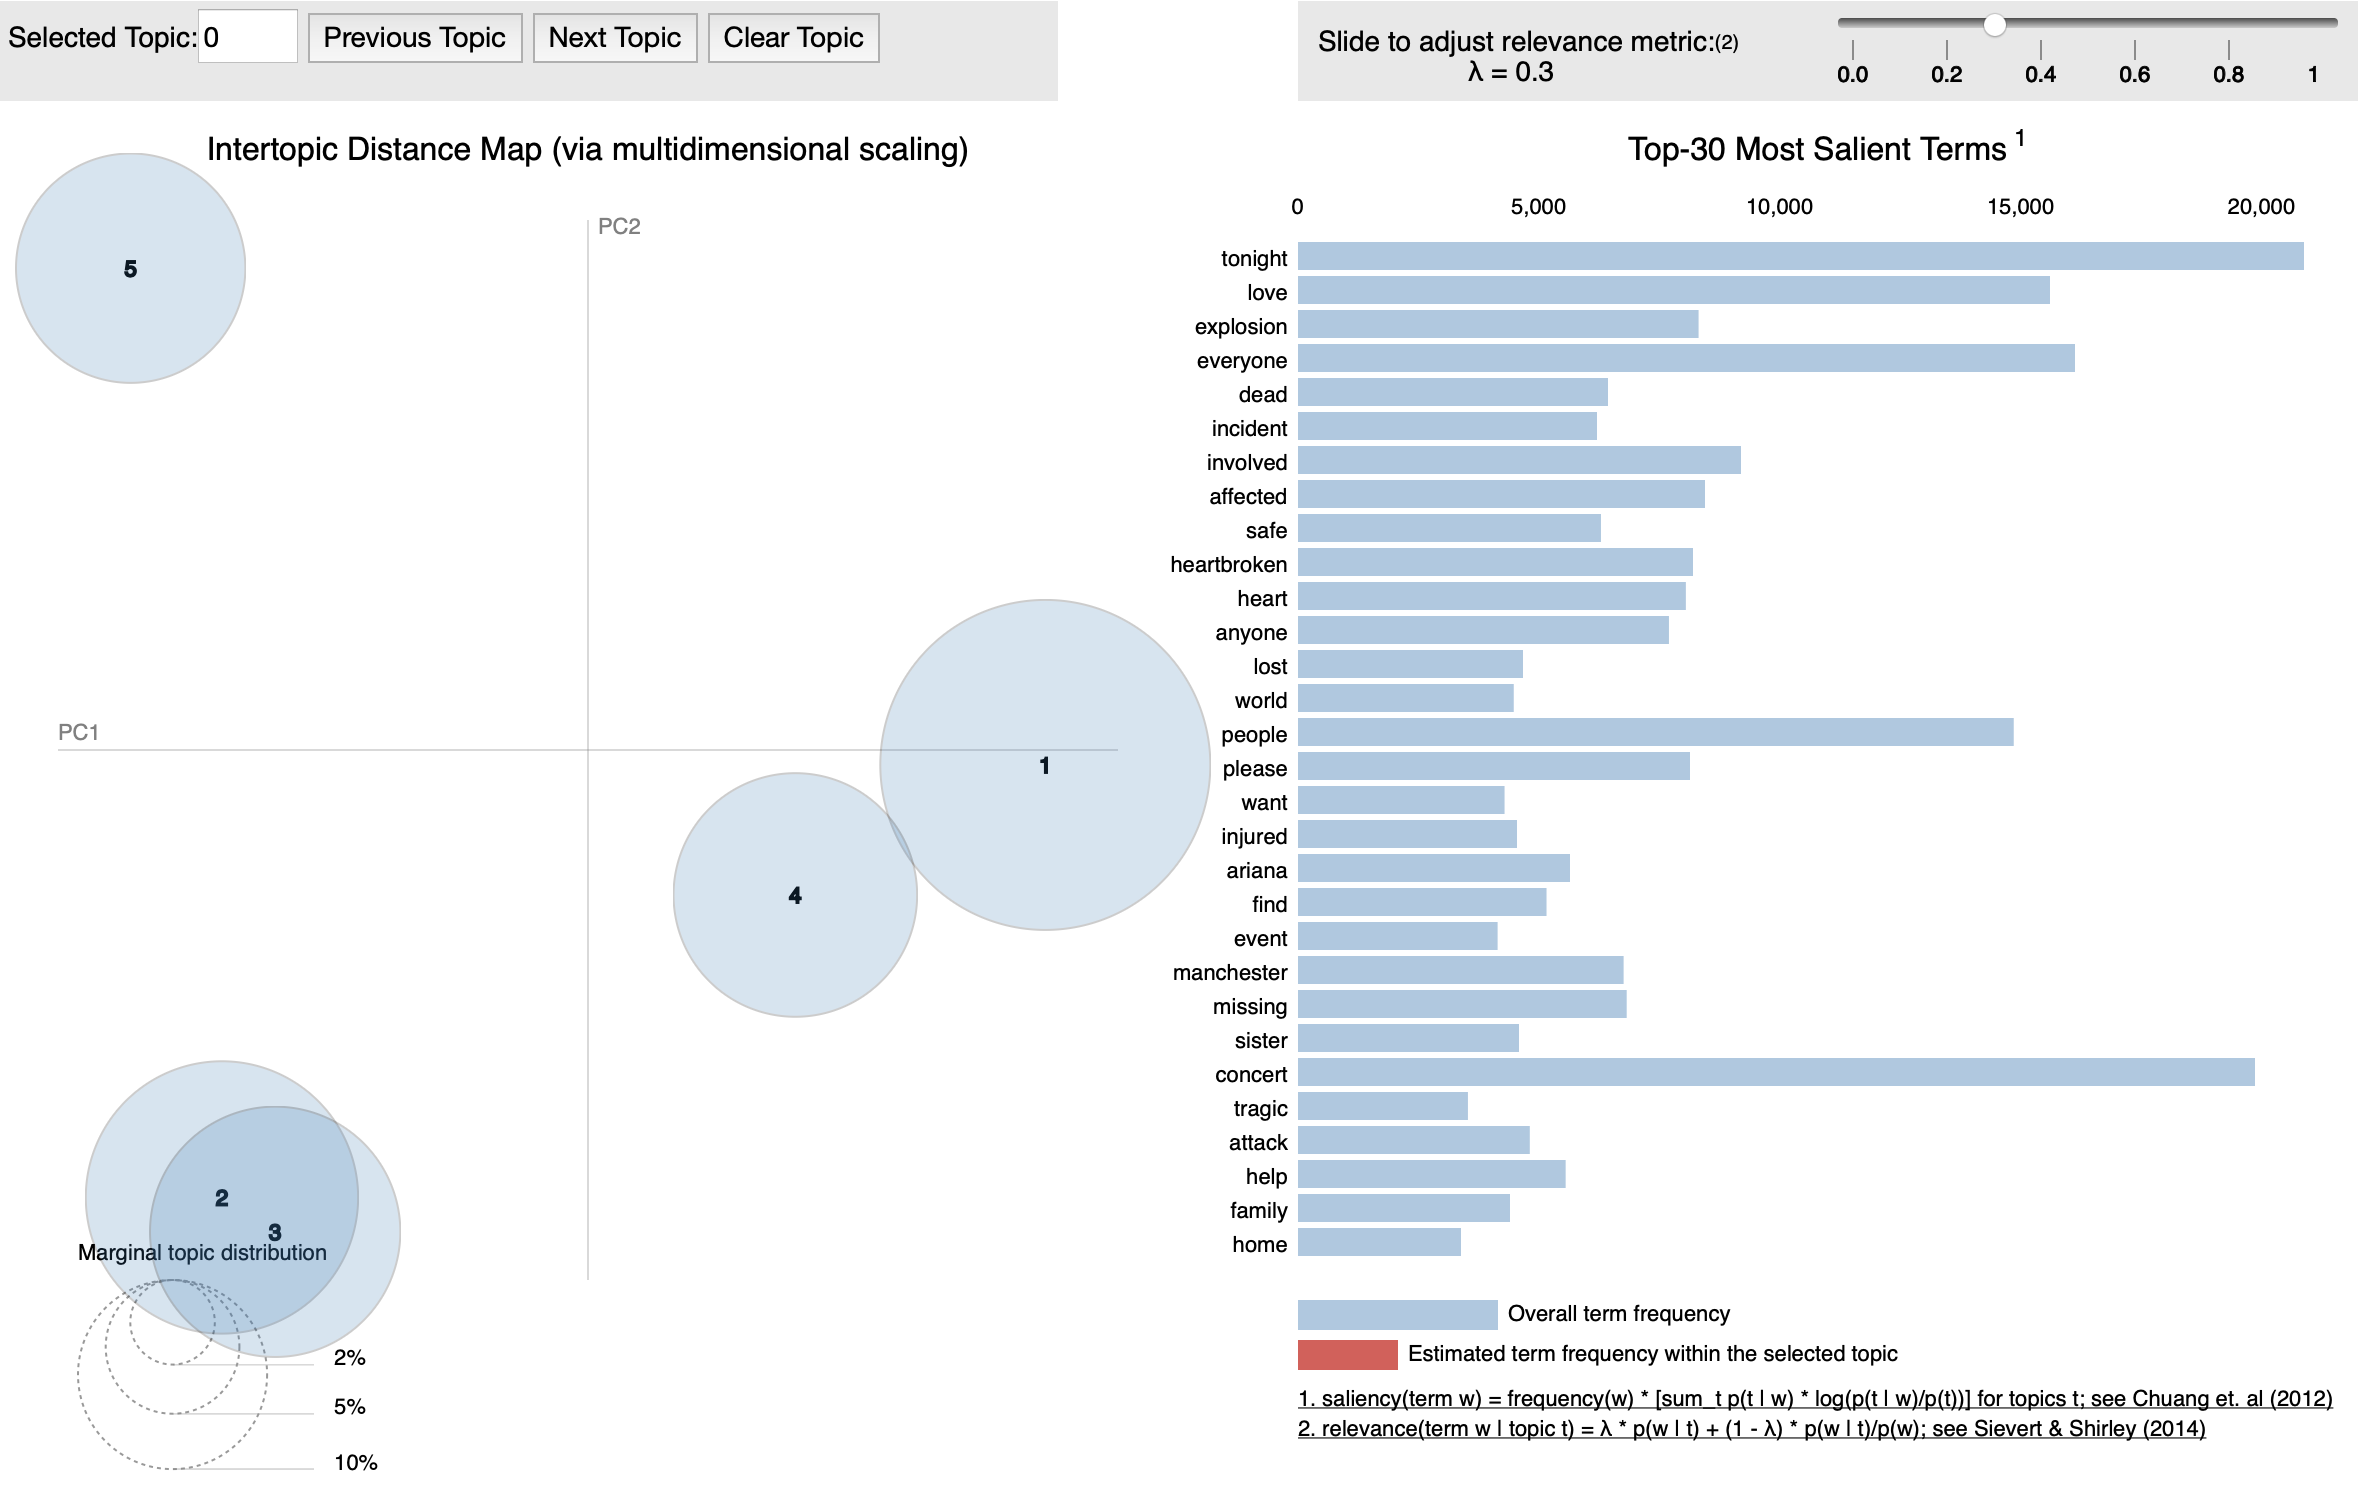 Selected Topic: 0 Previous Topic Next Topic Clear Topic
Slide to adjust relevance metric:(2)
λ = 0.3
0.0 0.2 0.4 0.6 0.8 1
Intertopic Distance Map (via multidimensional scaling)
PC2
PC1
5
1
4
2
3
Marginal topic distribution
2%
5%
10%
Top-30 Most Salient Terms 1
0 5,000 10,000 15,000 20,000
tonight
love
explosion
everyone
dead
incident
involved
affected
safe
heartbroken
heart
anyone
lost
world
people
please
want
injured
ariana
find
event
manchester
missing
sister
concert
tragic
attack
help
family
home
Overall term frequency
Estimated term frequency within the selected topic
1. saliency(term w) = frequency(w) * [sum_t p(t | w) * log(p(t | w)/p(t))] for topics t; see Chuang et. al (2012)
2. relevance(term w | topic t) = λ * p(w | t) + (1 - λ) * p(w | t)/p(w); see Sievert & Shirley (2014)